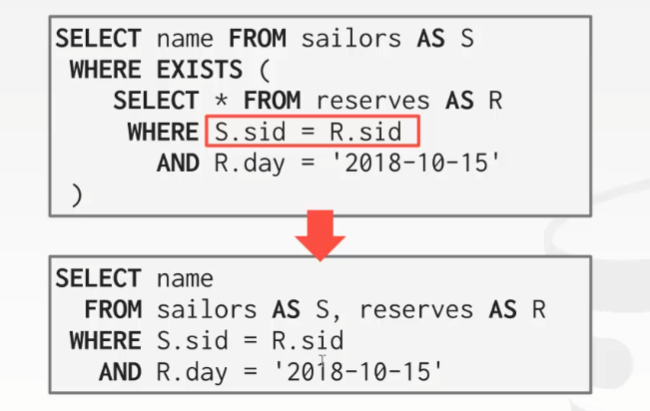 SELECT name FROM sailors AS S
WHERE EXISTS (
SELECT * FROM reserves AS R
WHERE S.sid = R.sid
AND R.day = '2018-10-15'
)
SELECT name
FROM sailors AS S, reserves AS R
WHERE S.sid = R.sid
AND R.day = '2018-10-15'